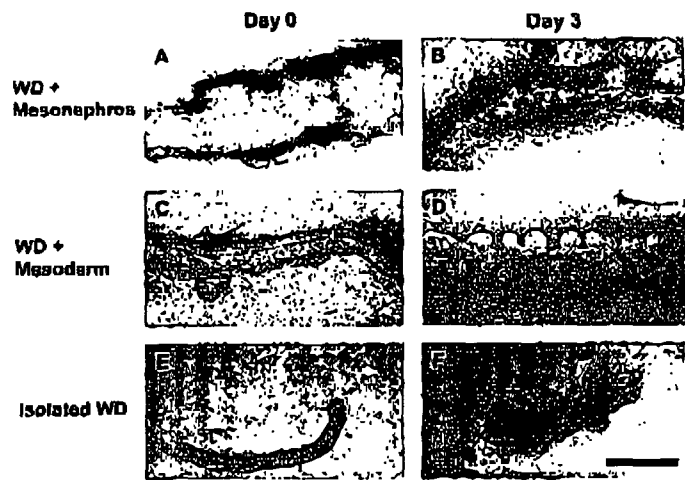 Day 0 Day 3
A B
WD +
Mesonephros
C D
WD +
Mesoderm
E F
Isolated WD